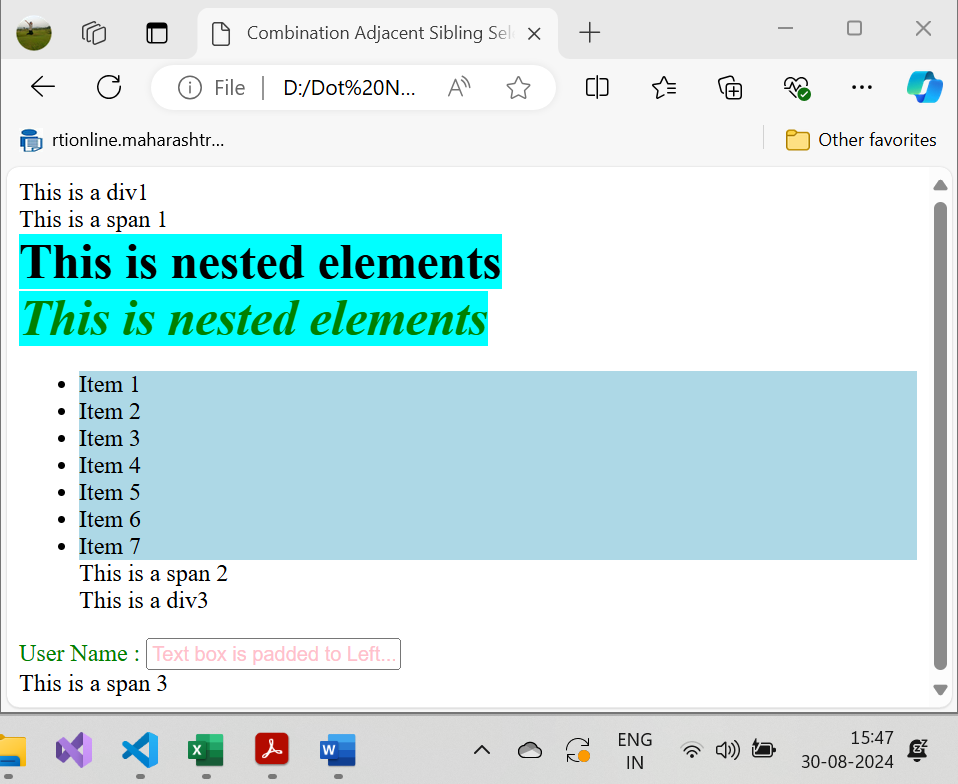 Combination Adjacent Sibling Sel
File
D:/Dot%20N...
rtionline.maharashtr...
Other favorites
This is a div1
This is a span 1
This is nested elements
This is nested elements
Item 1
Item 2
Item 3
Item 4
Item 5
Item 6
Item 7
This is a span 2
This is a div3
User Name : Text box is padded to Left...
This is a span 3
ENG
IN
15:47
30-08-2024